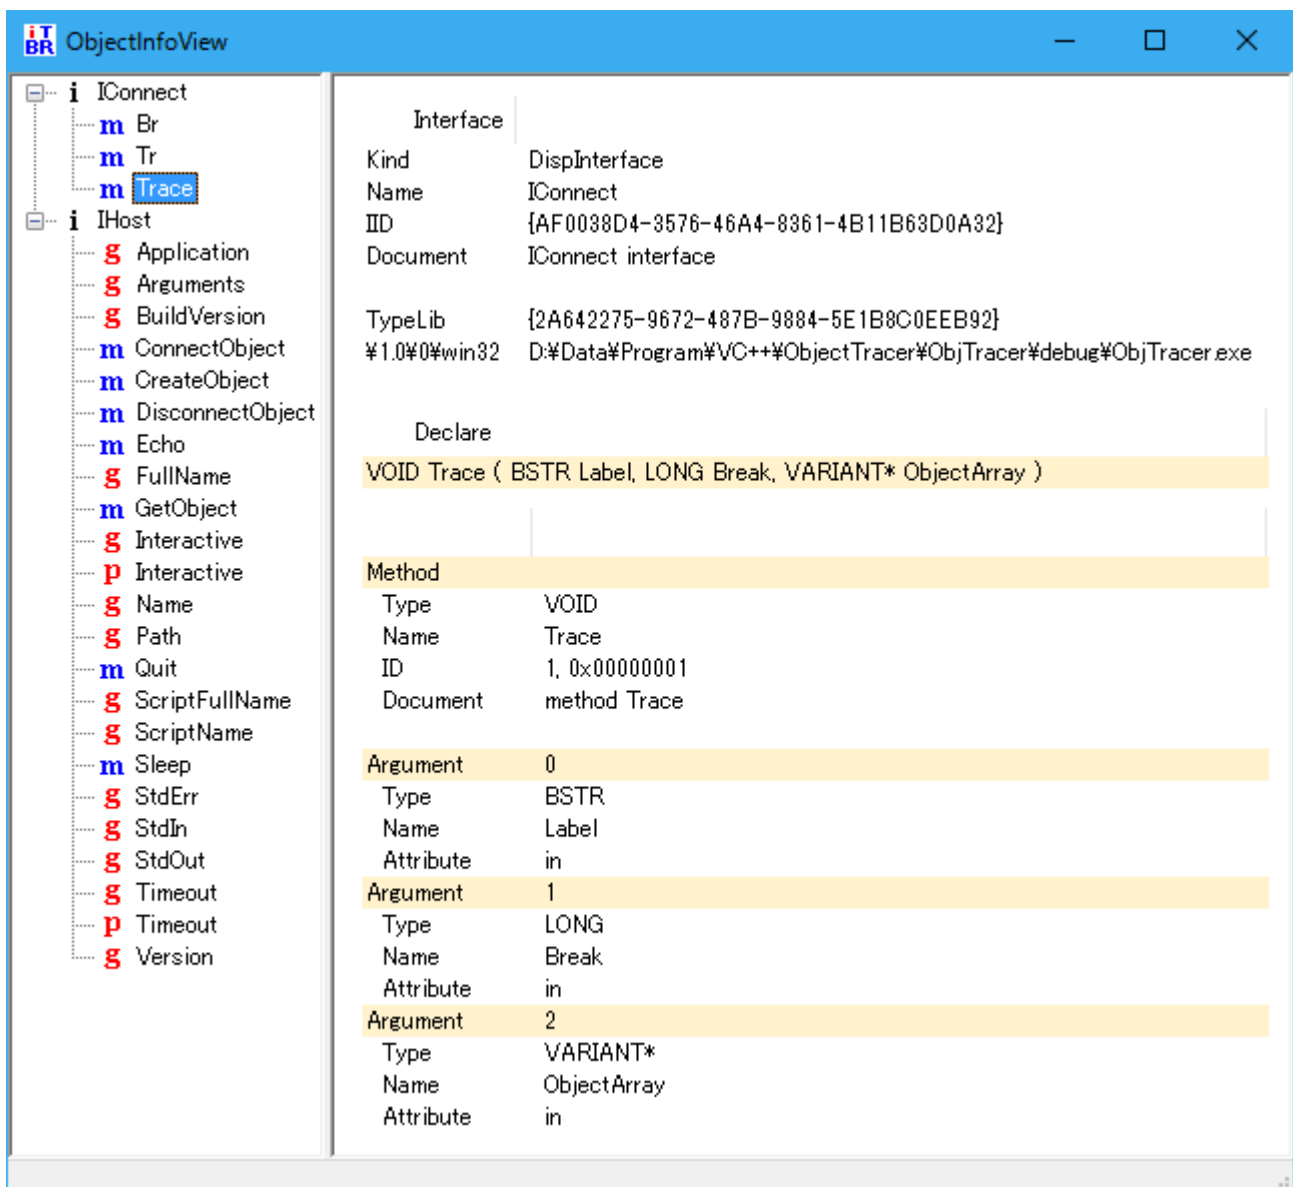 iT
BR ObjectInfoView
i IConnect
m Br
m Tr
m Trace
i IHost
g Application
g Arguments
g BuildVersion
m ConnectObject
m CreateObject
m DisconnectObject
m Echo
g FullName
m GetObject
g Interactive
p Interactive
g Name
g Path
m Quit
g ScriptFullName
g ScriptName
m Sleep
g StdErr
g StdIn
g StdOut
g Timeout
p Timeout
g Version
Interface
Kind DispInterface
Name IConnect
IID {AF0038D4-3576-46A4-8361-4B11B63D0A32}
Document IConnect interface
TypeLib {2A642275-9672-487B-9884-5E1B8C0EEB92}
¥1.0¥0¥win32 D:¥Data¥Program¥VC++¥ObjectTracer¥ObjTracer¥debug¥ObjTracer.exe
Declare
VOID Trace ( BSTR Label, LONG Break, VARIANT* ObjectArray )
Method
Type VOID
Name Trace
ID 1, 0x00000001
Document method Trace
Argument 0
Type BSTR
Name Label
Attribute in
Argument 1
Type LONG
Name Break
Attribute in
Argument 2
Type VARIANT*
Name ObjectArray
Attribute in